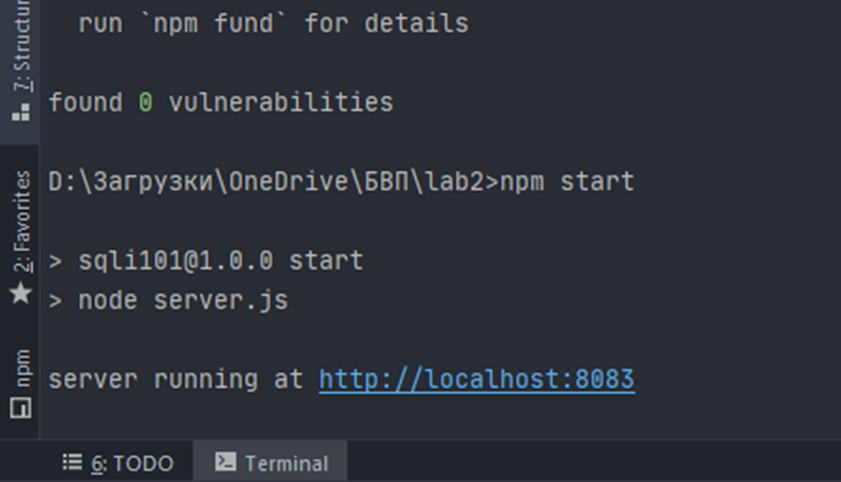 run `npm fund` for details
found 0 vulnerabilities
D:\Загрузки\OneDrive\БВП\lab2>npm start
> sqli101@1.0.0 start
> node server.js
server running at http://localhost:8083
7: Structur
2: Favorites
npm
6: TODO
Terminal